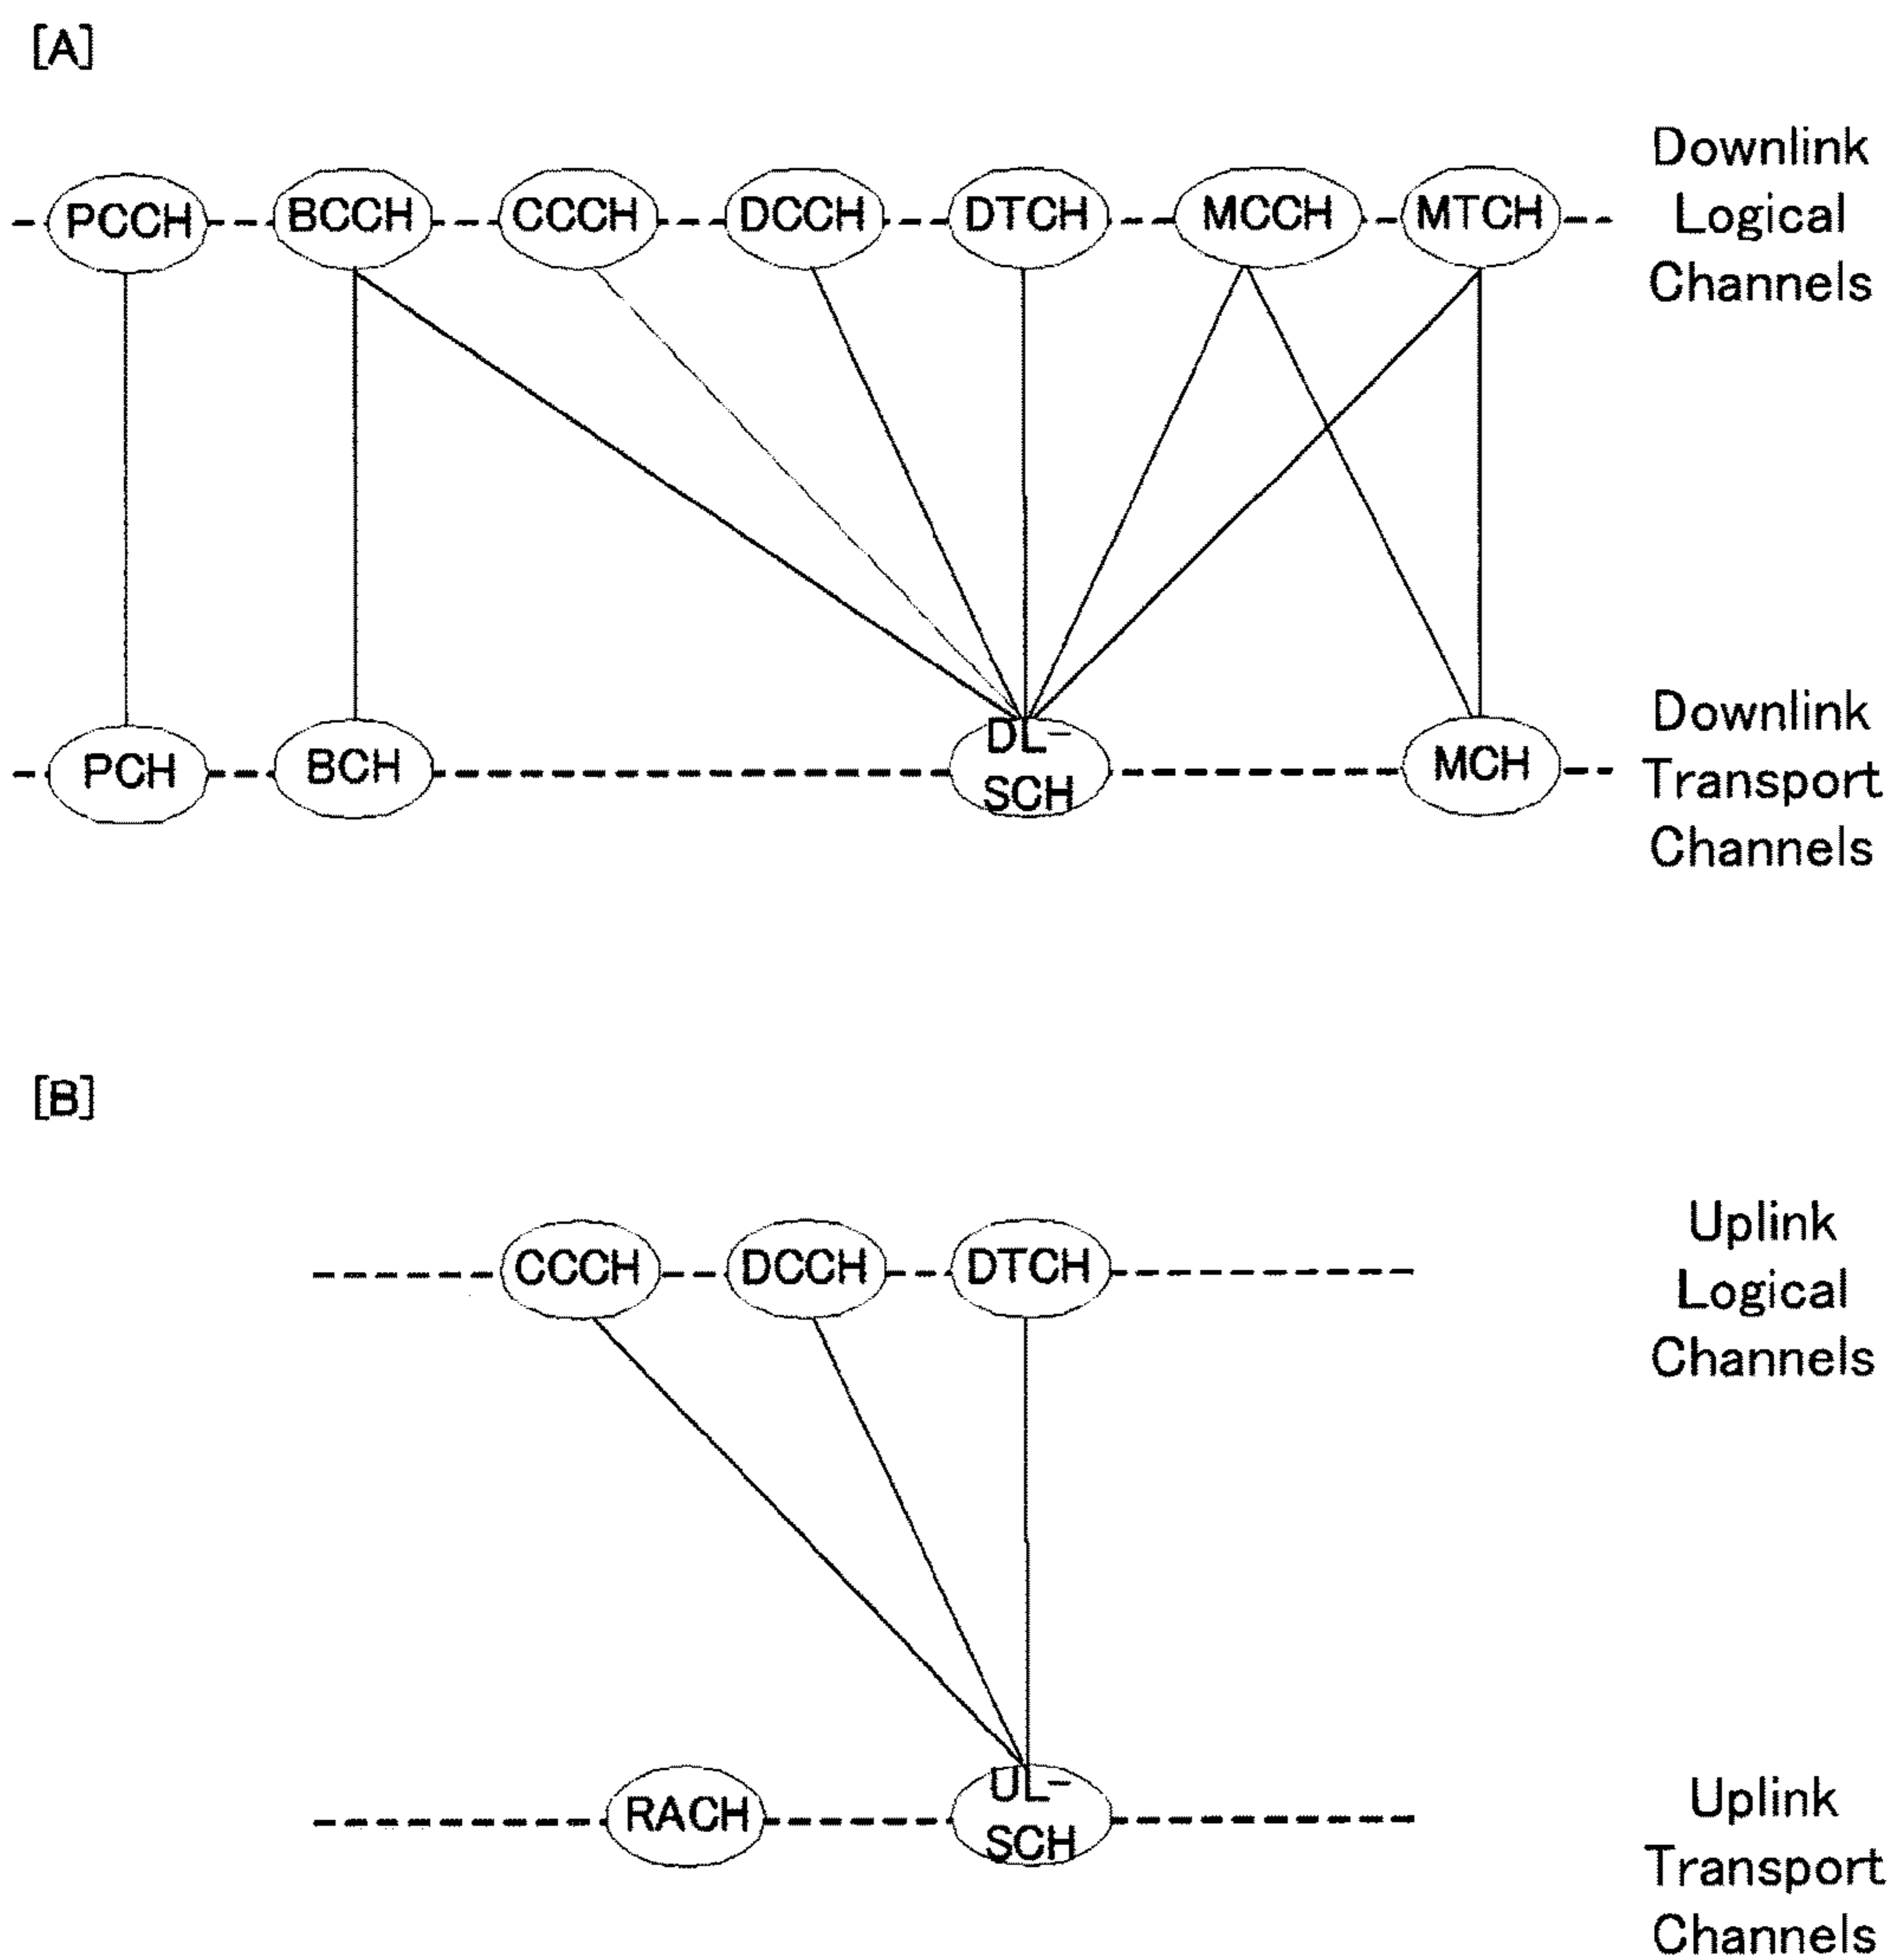 [A]
PCCH BCCH CCCH DCCH DTCH MCCH MTCH
Downlink
Logical
Channels
PCH BCH DL-
SCH
MCH
Downlink
Transport
Channels
[B]
CCCH DCCH DTCH
Uplink
Logical
Channels
RACH UL-
SCH
Uplink
Transport
Channels